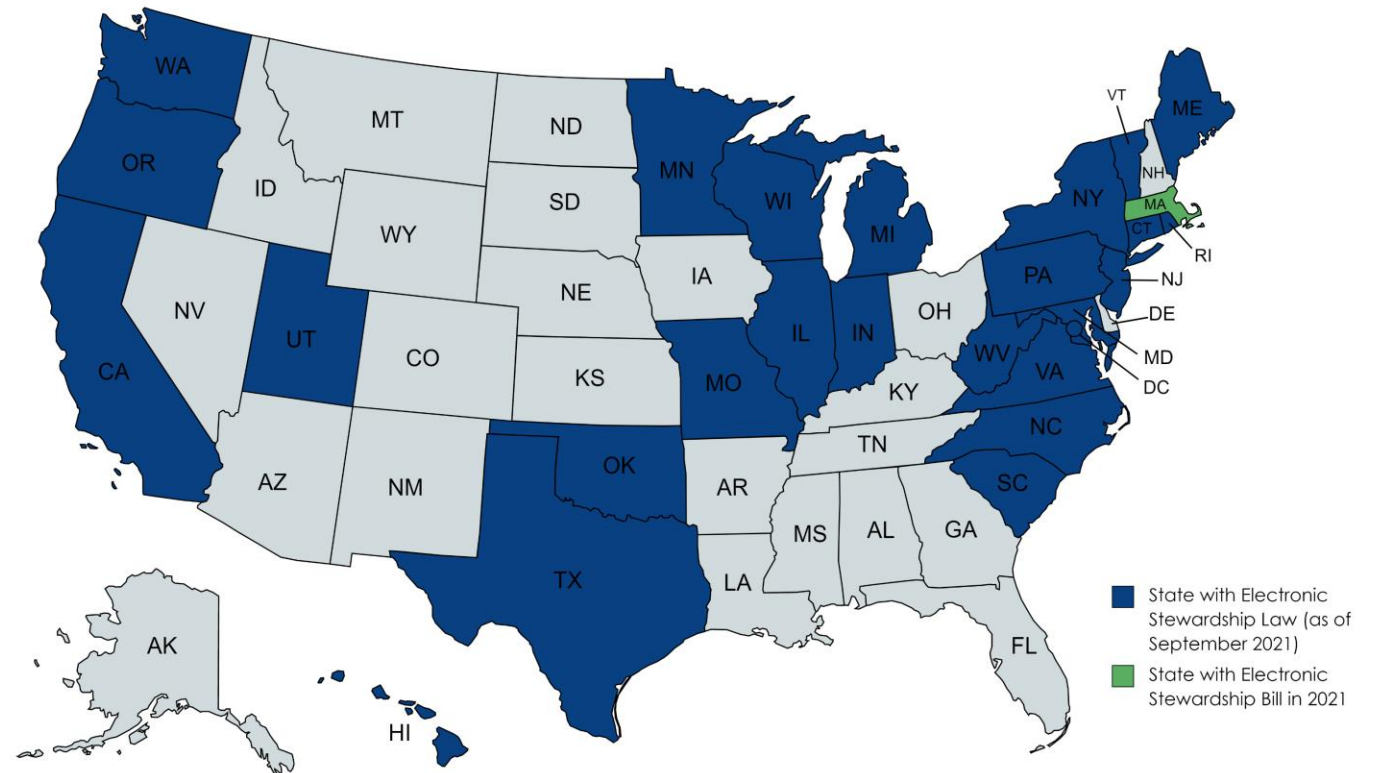 WA
OR
CA
NV
ID
MT
WY
UT
AZ
CO
NM
ND
SD
NE
KS
OK
TX
MN
IA
MO
AR
LA
WI
IL
MI
IN
OH
KY
TN
MS
AL
GA
FL
SC
NC
VA
WV
PA
NY
VT
NH
ME
MA
CT
RI
NJ
DE
MD
DC
AK
HI
State with Electronic
Stewardship Law (as of
September 2021)
State with Electronic
Stewardship Bill in 2021